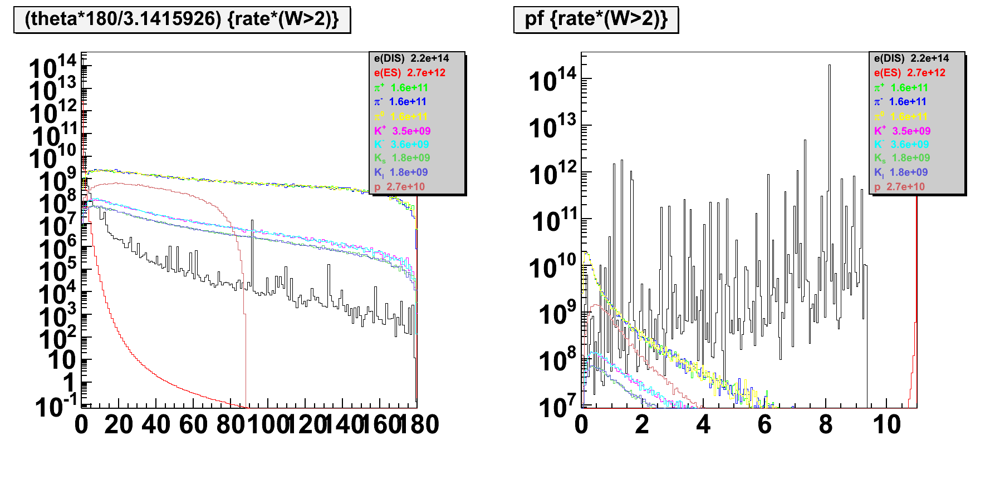 (theta*180/3.1415926) {rate*(W>2)}
10^14
10^13
10^12
10^11
10^10
10^9
10^8
10^7
10^6
10^5
10^4
10^3
10^2
10
1
10^-1
0 20 40 60 80 100 120 140 160 180
e(DIS) 2.2e+14
e(ES) 2.7e+12
π^+ 1.6e+11
π^- 1.6e+11
π^0 1.6e+11
K^+ 3.5e+09
K^- 3.6e+09
K_s 1.8e+09
K_l 1.8e+09
p 2.7e+10
pf {rate*(W>2)}
10^14
10^13
10^12
10^11
10^10
10^9
10^8
10^7
0 2 4 6 8 10
e(DIS) 2.2e+14
e(ES) 2.7e+12
π^+ 1.6e+11
π^- 1.6e+11
π^0 1.6e+11
K^+ 3.5e+09
K^- 3.6e+09
K_s 1.8e+09
K_l 1.8e+09
p 2.7e+10